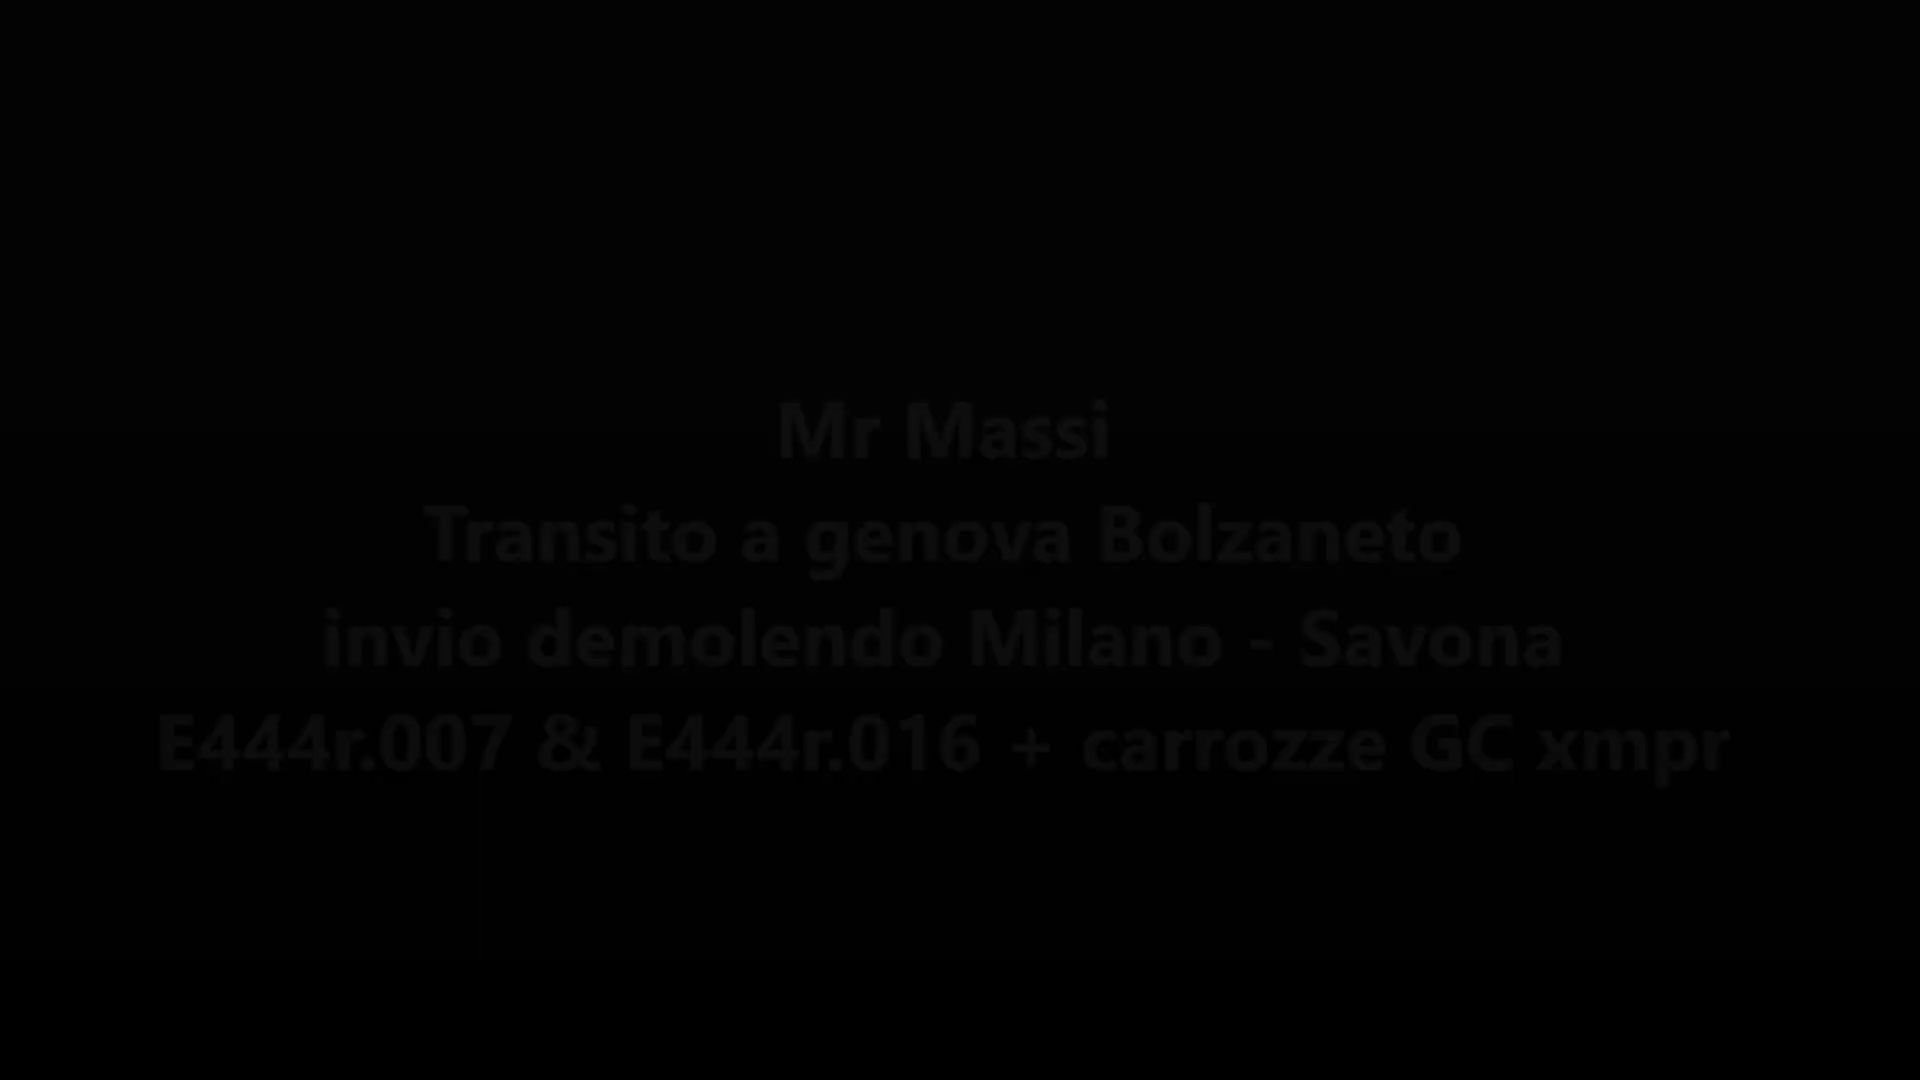 Mr Massi
Transito a genova Bolzaneto
invio demolendo Milano - Savona
E444r.007 & E444r.016 + carrozze GC xmpr